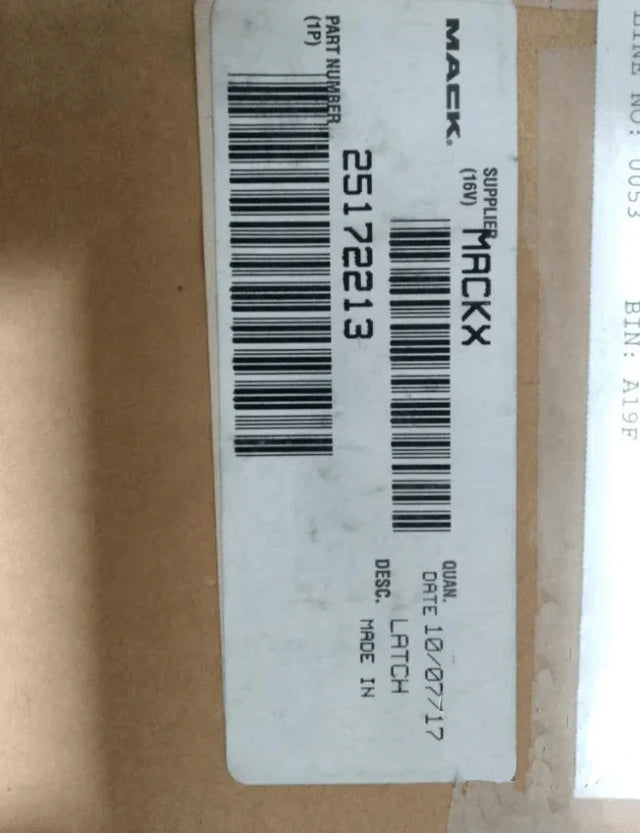 MACK.
SUPPLIER
(16V)
MACKX
QUAN.
DATE 10/07/17
25172213
DESC. LATCH
MADE IN
PART NUMBER
(1P)
LINE NO: 0053 BIN: A19F